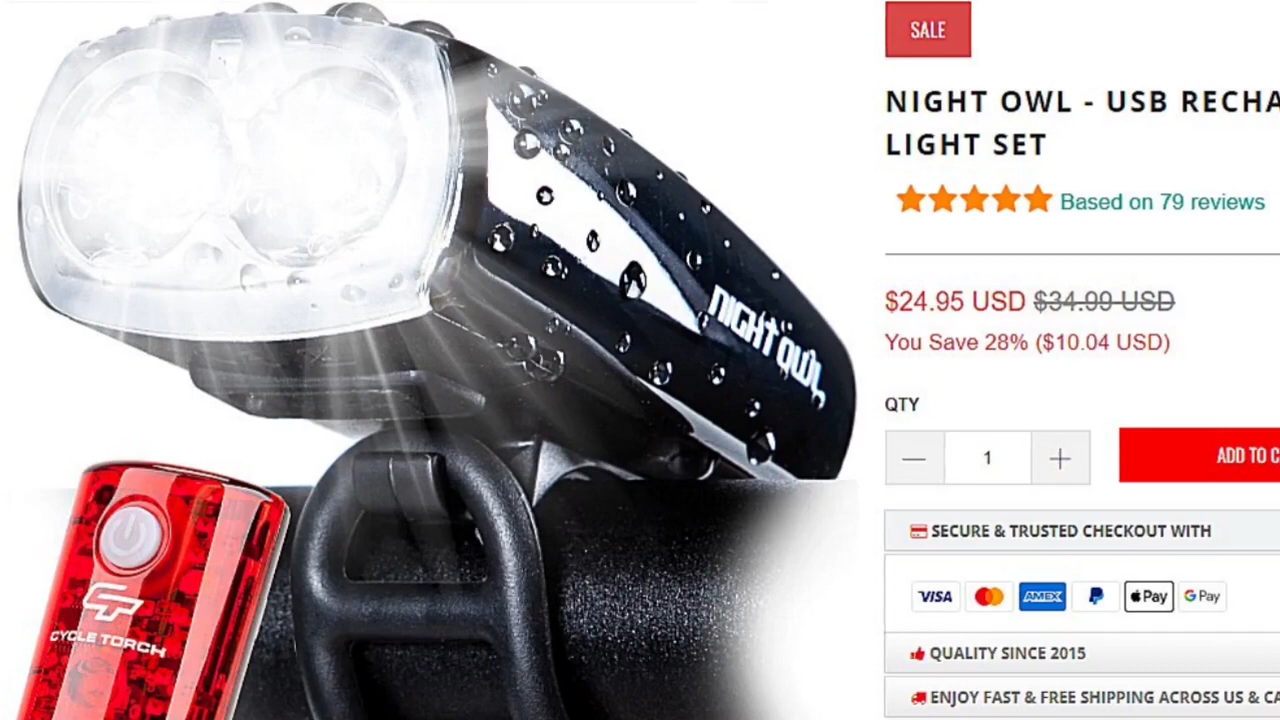 SALE
NIGHT OWL - USB RECHA
LIGHT SET
Based on 79 reviews
$24.95 USD $34.99 USD
You Save 28% ($10.04 USD)
QTY
— 1 +
ADD TO C
SECURE & TRUSTED CHECKOUT WITH
VISA AMEX Pay G Pay
QUALITY SINCE 2015
ENJOY FAST & FREE SHIPPING ACROSS US & CA
NIGHT OWL
CYCLE TORCH